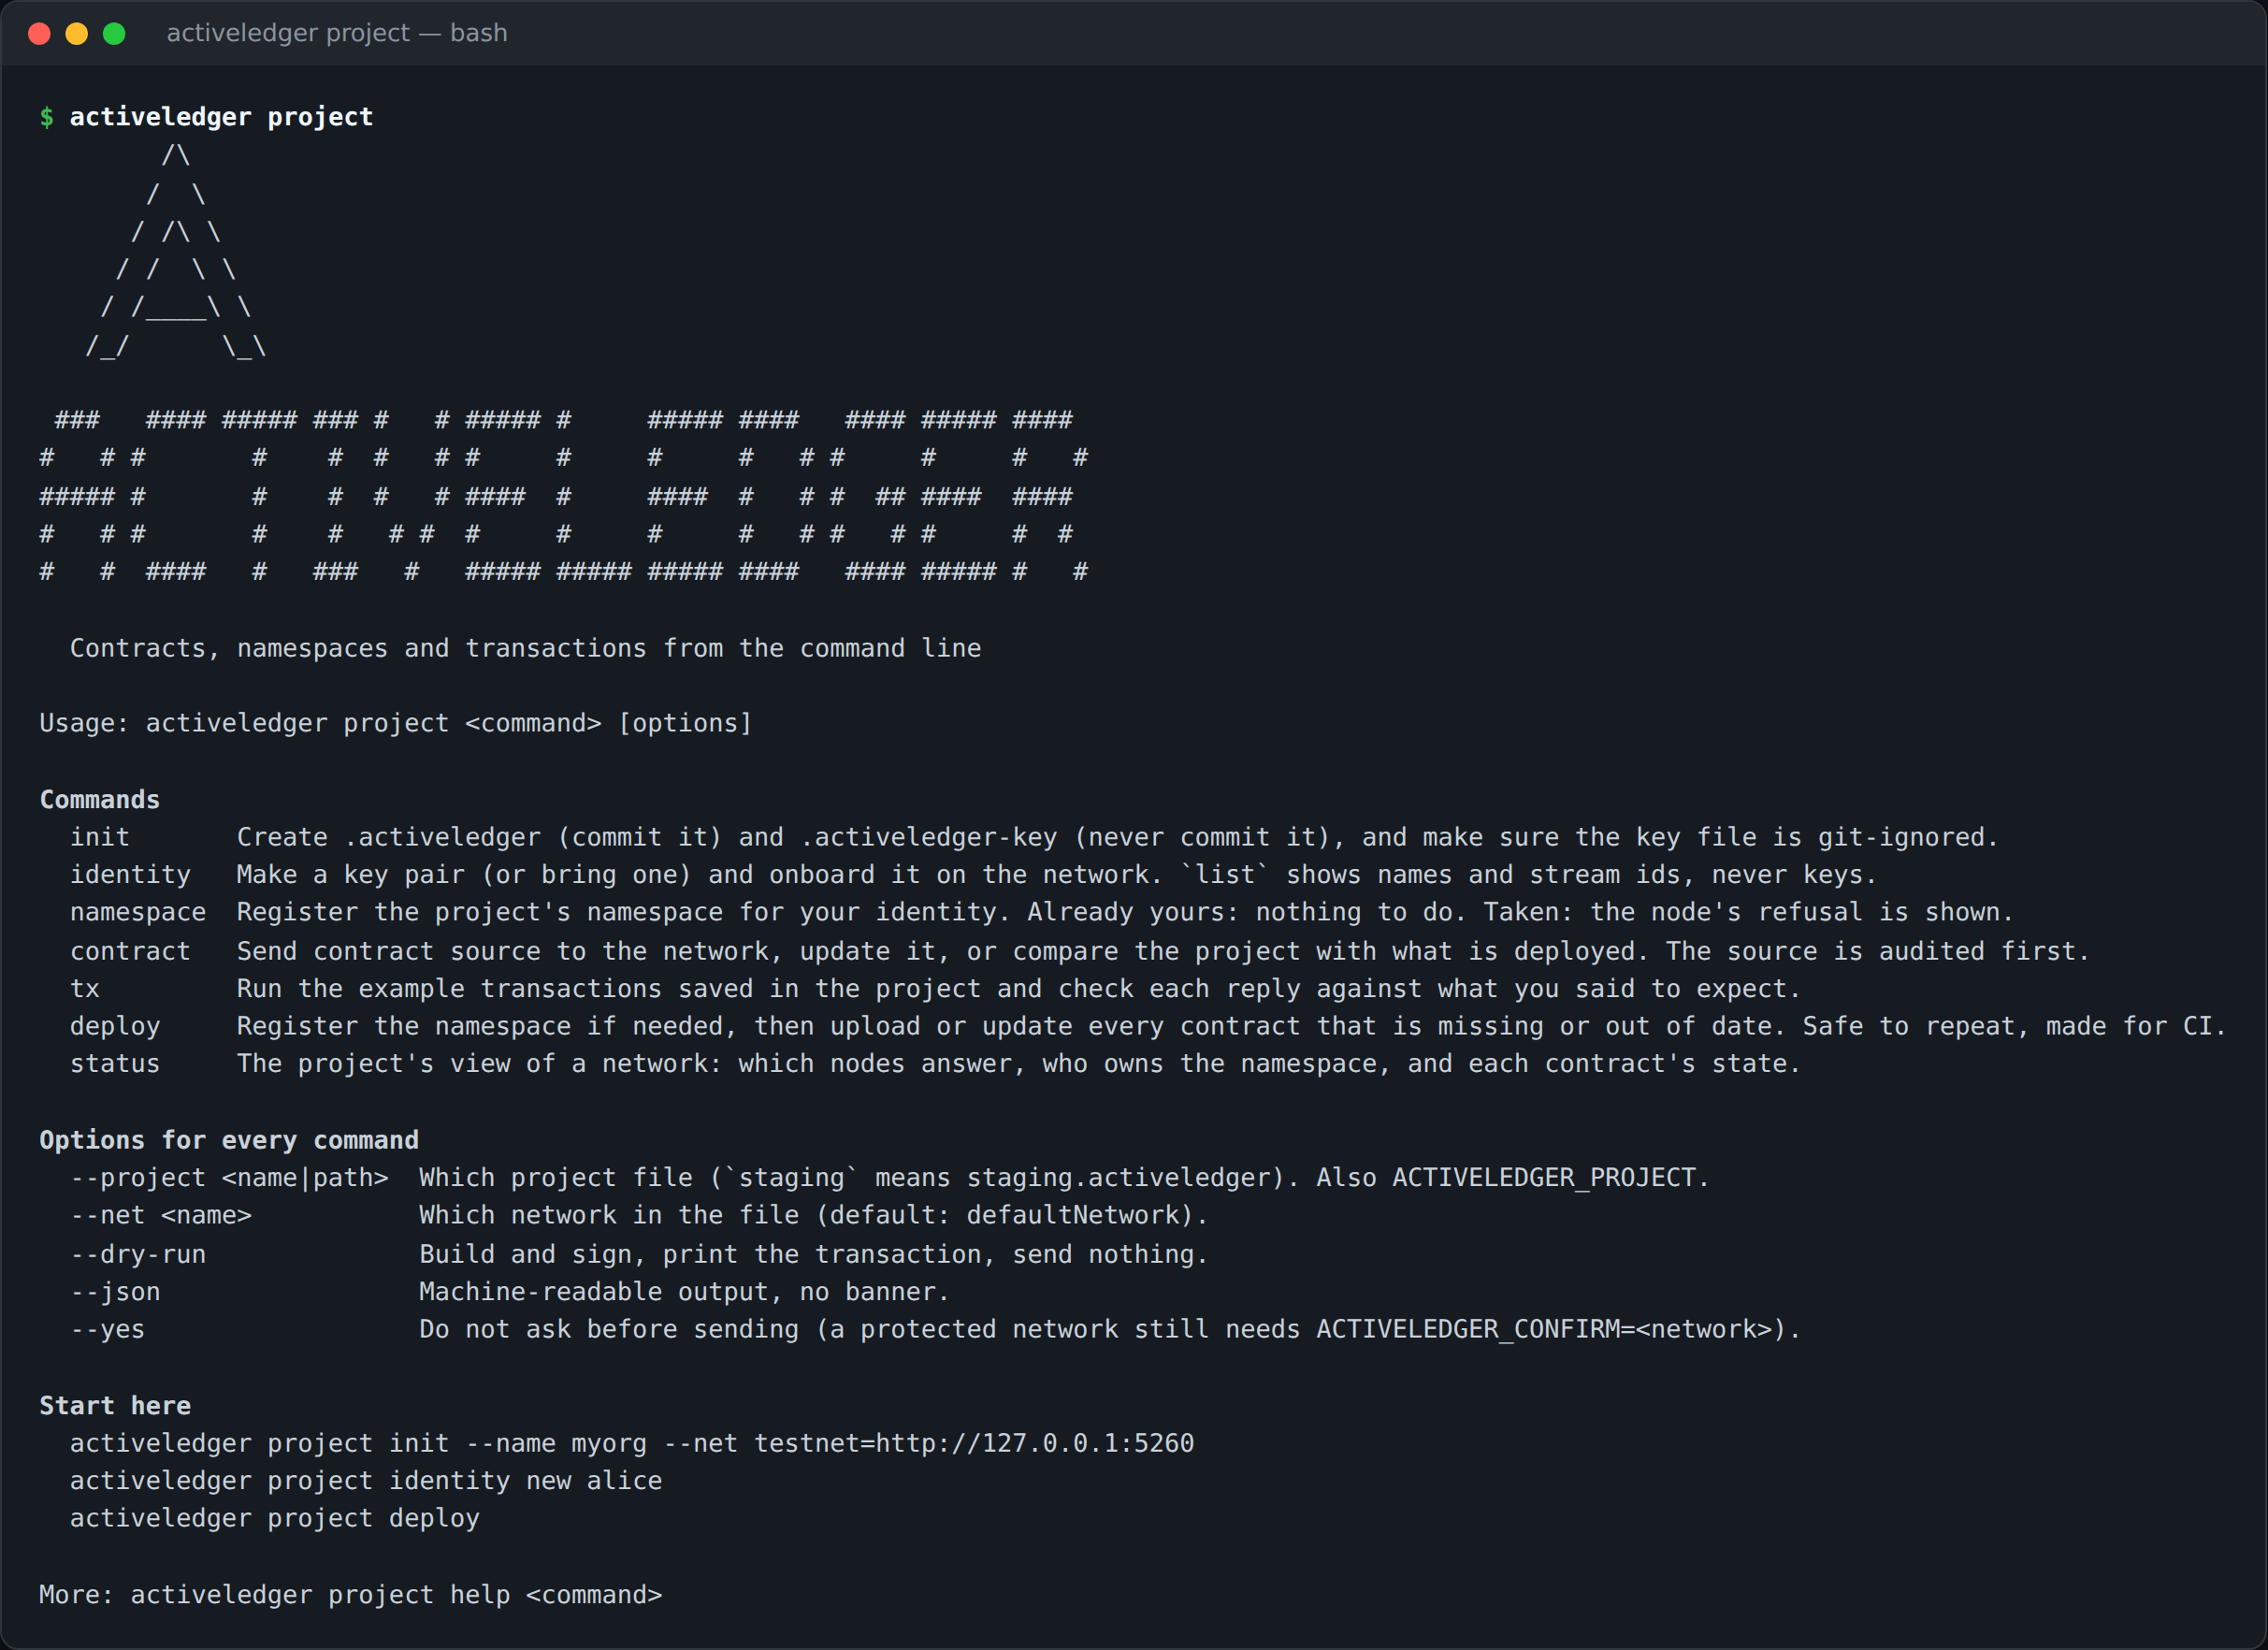 activeledger project — bash
$ activeledger project
          /\
         /  \
        / /\ \
       / /  \ \
      / /____\ \
     /_/      \_\
 ###   #### ##### ### #   # ##### #     ##### ####   #### ##### ####
#   # #       #    #  #   # #     #     #     #   # #     #     #   #
##### #       #    #  #   # ####  #     ####  #   # #  ## ####  ####
#   # #       #    #   # #  #     #     #     #   # #   # #     #  #
#   #  ####   #   ###   #   ##### ##### ##### ####   #### ##### #   #
  Contracts, namespaces and transactions from the command line
Usage: activeledger project <command> [options]
Commands
  init       Create .activeledger (commit it) and .activeledger-key (never commit it), and make sure the key file is git-ignored.
  identity   Make a key pair (or bring one) and onboard it on the network. `list` shows names and stream ids, never keys.
  namespace  Register the project's namespace for your identity. Already yours: nothing to do. Taken: the node's refusal is shown.
  contract   Send contract source to the network, update it, or compare the project with what is deployed. The source is audited first.
  tx         Run the example transactions saved in the project and check each reply against what you said to expect.
  deploy     Register the namespace if needed, then upload or update every contract that is missing or out of date. Safe to repeat, made for CI.
  status     The project's view of a network: which nodes answer, who owns the namespace, and each contract's state.
Options for every command
  --project <name|path>  Which project file (`staging` means staging.activeledger). Also ACTIVELEDGER_PROJECT.
  --net <name>           Which network in the file (default: defaultNetwork).
  --dry-run              Build and sign, print the transaction, send nothing.
  --json                 Machine-readable output, no banner.
  --yes                  Do not ask before sending (a protected network still needs ACTIVELEDGER_CONFIRM=<network>).
Start here
  activeledger project init --name myorg --net testnet=http://127.0.0.1:5260
  activeledger project identity new alice
  activeledger project deploy
More: activeledger project help <command>